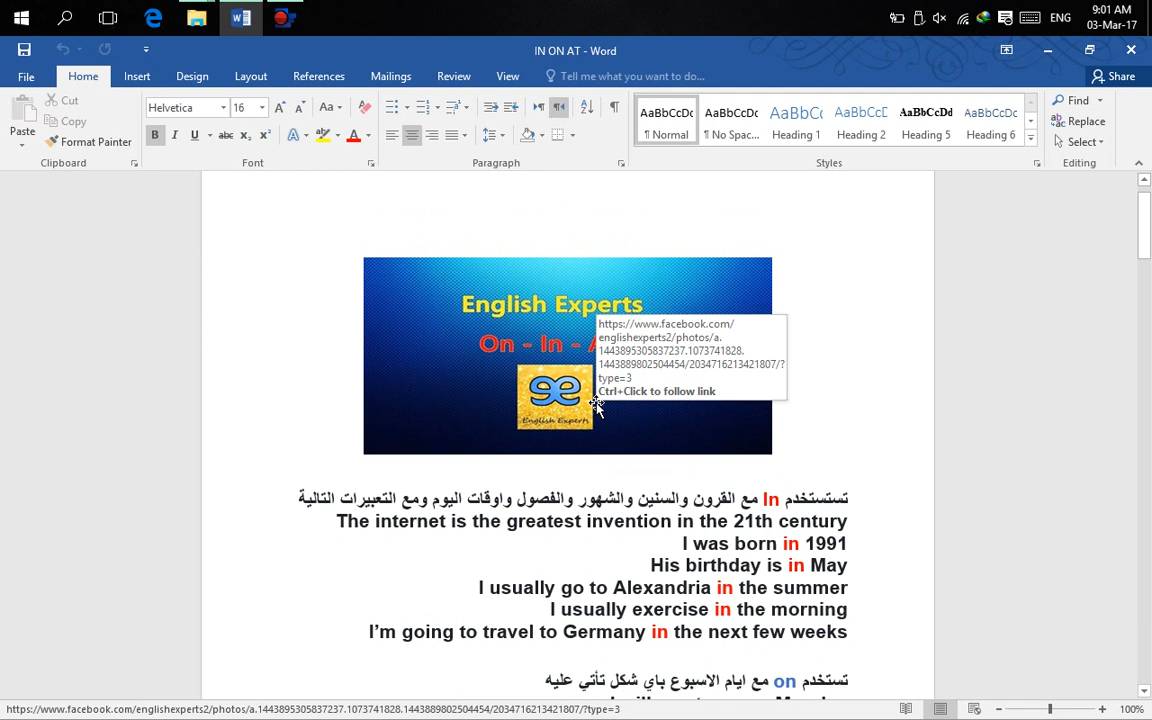 9:01 AM
ENG
03-Mar-17
IN ON AT - Word
File Home Insert Design Layout References Mailings Review View Tell me what you want to do... Share
Paste
Cut
Copy
Format Painter
Helvetica 16
AaBbCcDc AaBbCcDc AaBbCc AaBbCcC AaBbCcDd AaBbCcDc
¶ Normal ¶ No Spac... Heading 1 Heading 2 Heading 5 Heading 6
Find
Replace
Select
Clipboard Font Paragraph Styles Editing
English Experts
On - In - A
English Experts
https://www.facebook.com/
englishexperts2/photos/a.
1443895305837237.1073741828.
1443889802504454/2034716213421807/?
type=3
Ctrl+Click to follow link
تستستخدم In مع القرون والسنين والشهور والفصول واوقات اليوم ومع التعبيرات التالية
The internet is the greatest invention in the 21th century
I was born in 1991
His birthday is in May
I usually go to Alexandria in the summer
I usually exercise in the morning
I'm going to travel to Germany in the next few weeks
تستخدم on مع ايام الاسبوع باي شكل تأتي عليه
https://www.facebook.com/englishexperts2/photos/a.1443895305837237.1073741828.1443889802504454/2034716213421807/?type=3
100%